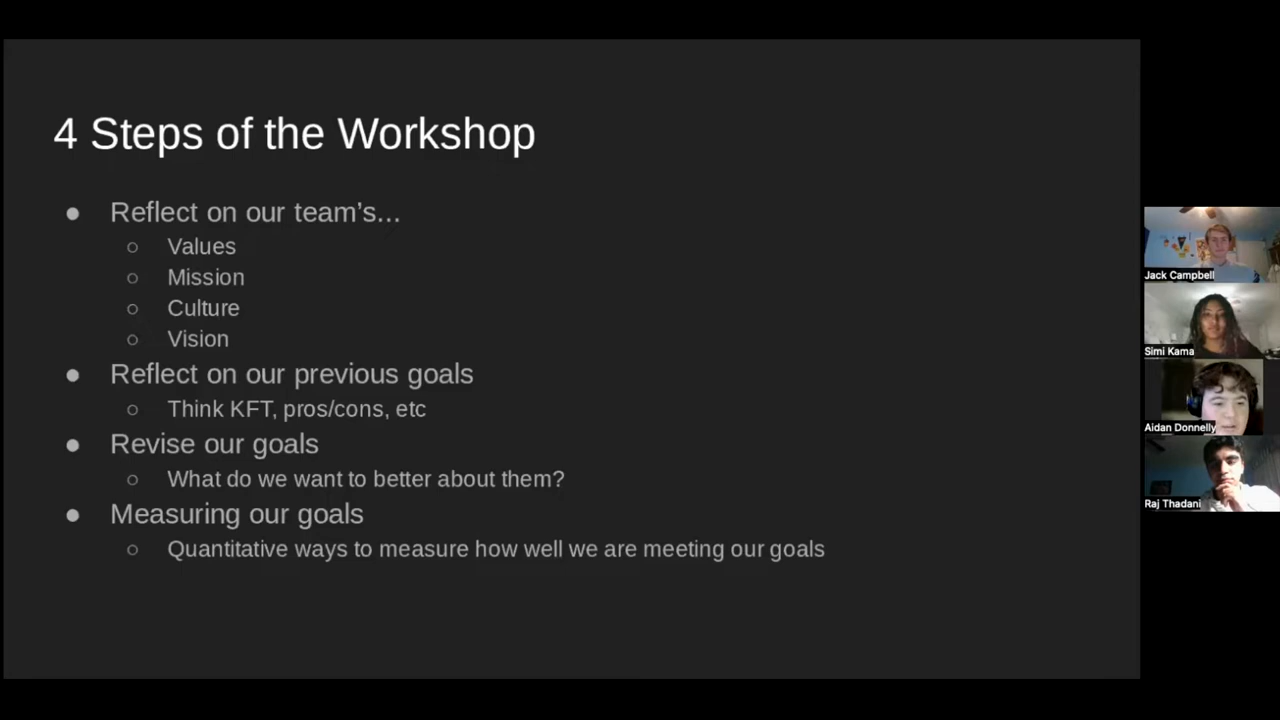 4 Steps of the Workshop
● Reflect on our team’s...
○ Values
○ Mission
○ Culture
○ Vision
● Reflect on our previous goals
○ Think KFT, pros/cons, etc
● Revise our goals
○ What do we want to better about them?
● Measuring our goals
○ Quantitative ways to measure how well we are meeting our goals
Jack Campbell
Simi Kama
Aidan Donnelly
Raj Thadani